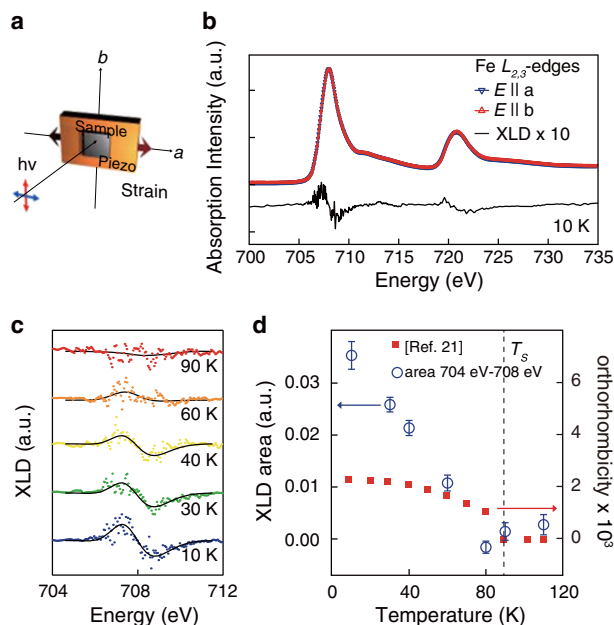 a
b
Sample
Piezo
a
hν
Strain
b
Absorption Intensity (a.u.)
Fe L2,3-edges
E || a
E || b
XLD x 10
10 K
700 705 710 715 720 725 730 735
Energy (eV)
c
XLD (a.u.)
90 K
60 K
40 K
30 K
10 K
704 706 708 710 712
Energy (eV)
d
XLD area (a.u.)
0.03
0.02
0.01
0.00
[Ref. 21]
area 704 eV-708 eV
TS
6
4
2
0
orthorhombicity x 10³
0 40 80 120
Temperature (K)